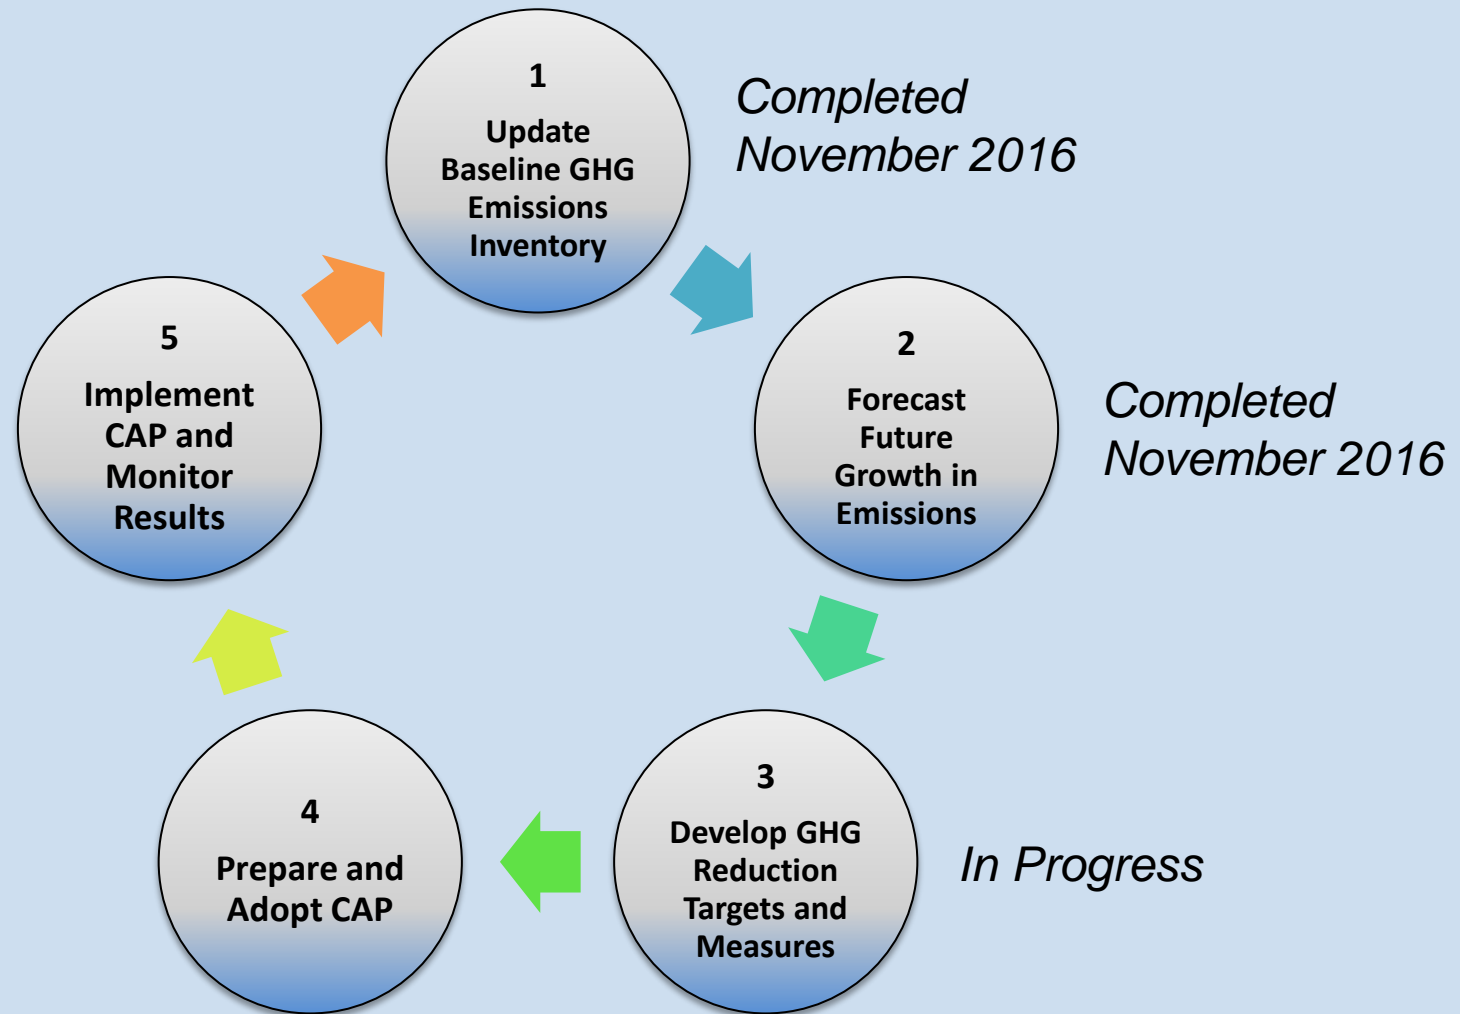 1
Update
Baseline GHG
Emissions
Inventory
Completed
November 2016
2
Forecast
Future
Growth in
Emissions
Completed
November 2016
3
Develop GHG
Reduction
Targets and
Measures
In Progress
4
Prepare and
Adopt CAP
5
Implement
CAP and
Monitor
Results